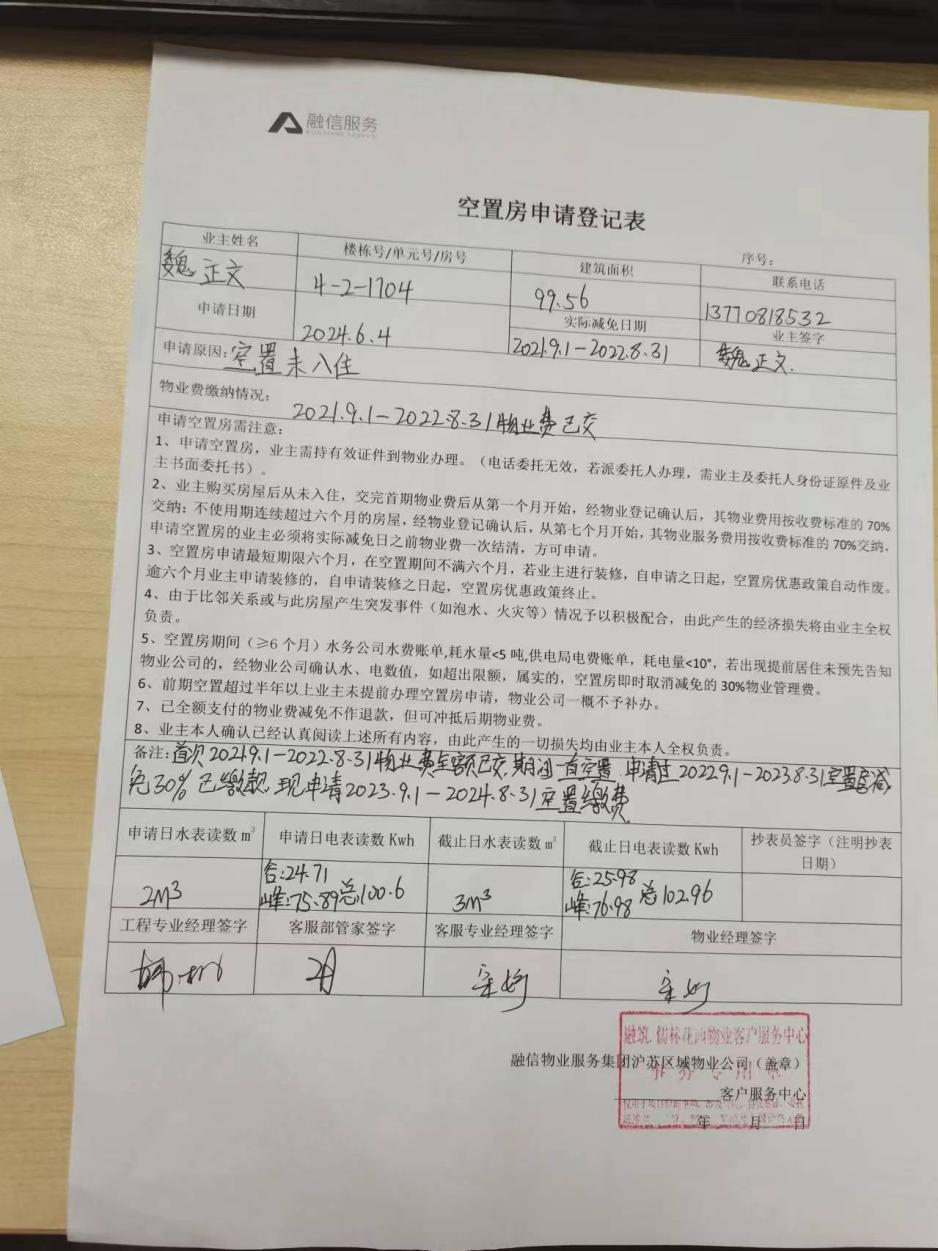 融信服务
空置房申请登记表
序号：
业主姓名 楼栋号/单元号/房号 建筑面积 联系电话
魏正文 4-2-1704 99.56 13770818532
申请日期 2024.6.4 实际减免日期 业主签字
2021.9.1-2022.8.31 魏正文.
申请原因：空置未入住
物业费缴纳情况：
2021.9.1-2022.8.31物业费已交
申请空置房需注意：
1、申请空置房，业主需持有效证件到物业办理。（电话委托无效，若派委托人办理，需业主及委托人身份证原件及业
主书面委托书）。
2、业主购买房屋后从未入住，交完首期物业费后从第一个月开始，经物业登记确认后，其物业费用按收费标准的70%
交纳；不使用期连续超过六个月的房屋，经物业登记确认后，从第七个月开始，其物业服务费用按收费标准的70%交纳，
申请空置房的业主必须将实际减免日之前物业费一次结清，方可申请。
3、空置房申请最短期限六个月，在空置期间不满六个月，若业主进行装修，自申请之日起，空置房优惠政策自动作废。
逾六个月业主申请装修的，自申请装修之日起，空置房优惠政策终止。
4、由于比邻关系或与此房屋产生突发事件（如泡水、火灾等）情况予以积极配合，由此产生的经济损失将由业主全权
负责。
5、空置房期间（≥6个月）水务公司水费账单,耗水量<5吨,供电局电费账单，耗电量<10°，若出现提前居住未预先告知
物业公司的，经物业公司确认水、电数值，如超出限额，属实的，空置房即时取消减免的30%物业管理费。
6、前期空置超过半年以上业主未提前办理空置房申请，物业公司一概不予补办。
7、已全额支付的物业费减免不作退款，但可冲抵后期物业费。
8、业主本人确认已经认真阅读上述所有内容，由此产生的一切损失均由业主本人全权负责。
备注：首次2021.9.1-2022.8.31物业费全额已交,期间一直空置 申请过2022.9.1-2023.8.31空置房减
免30%已缴款.现申请2023.9.1-2024.8.31空置缴费
申请日水表读数m³ 申请日电表读数Kwh 截止日水表读数m³ 截止日电表读数Kwh 抄表员签字（注明抄表
日期）
2M³ 谷:24.71 峰:75.89总100.6 3m³ 谷:25.98 峰:76.98 总102.96
工程专业经理签字 客服部管家签字 客服专业经理签字 物业经理签字
融筑.儒林花园物业客户服务中心
融信物业服务集团沪苏区域物业公司（盖章）
客户服务中心
年 月 日